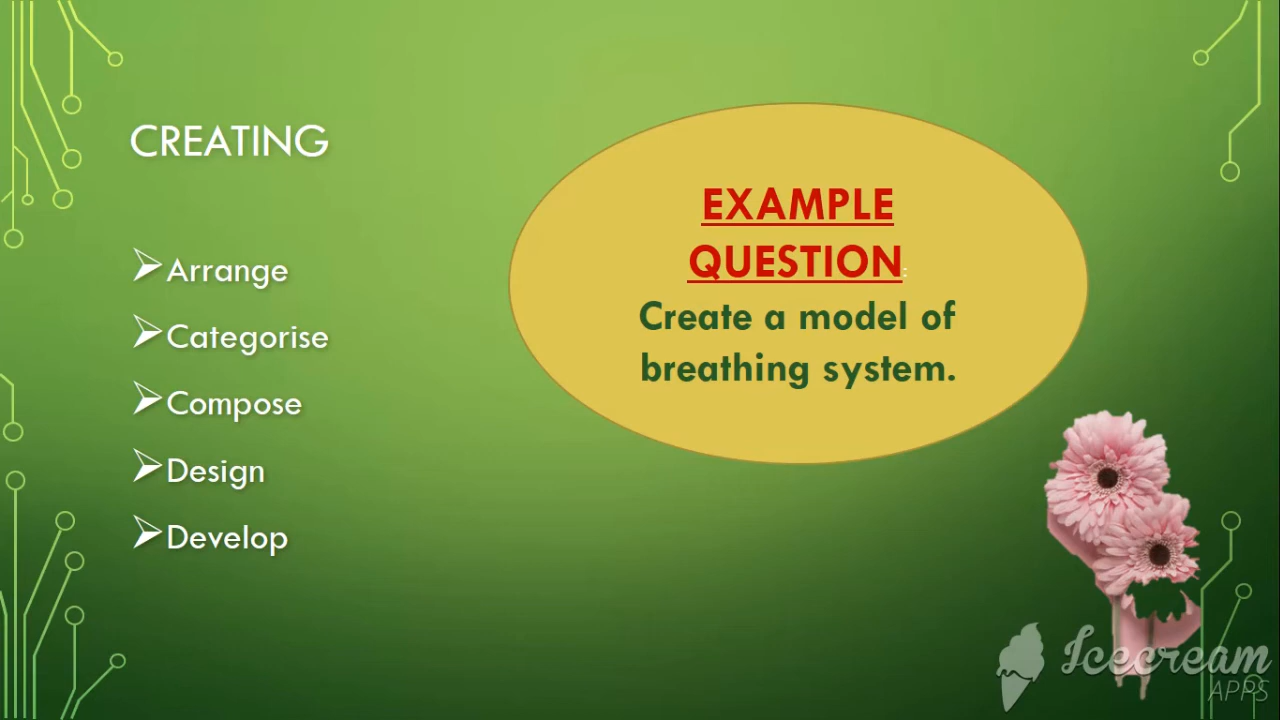 CREATING
Arrange
Categorise
Compose
Design
Develop
EXAMPLE
QUESTION:
Create a model of
breathing system.
Icecream
APPS